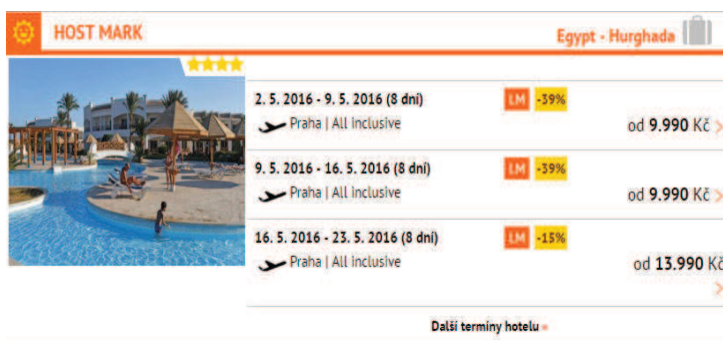 HOST MARK
Egypt - Hurghada
2. 5. 2016 - 9. 5. 2016 (8 dní) LM -39%
Praha | All inclusive
od 9.990 Kč >
9. 5. 2016 - 16. 5. 2016 (8 dní) LM -39%
Praha | All inclusive
od 9.990 Kč >
16. 5. 2016 - 23. 5. 2016 (8 dní) LM -15%
Praha | All inclusive
od 13.990 Kč
>
Další termíny hotelu »